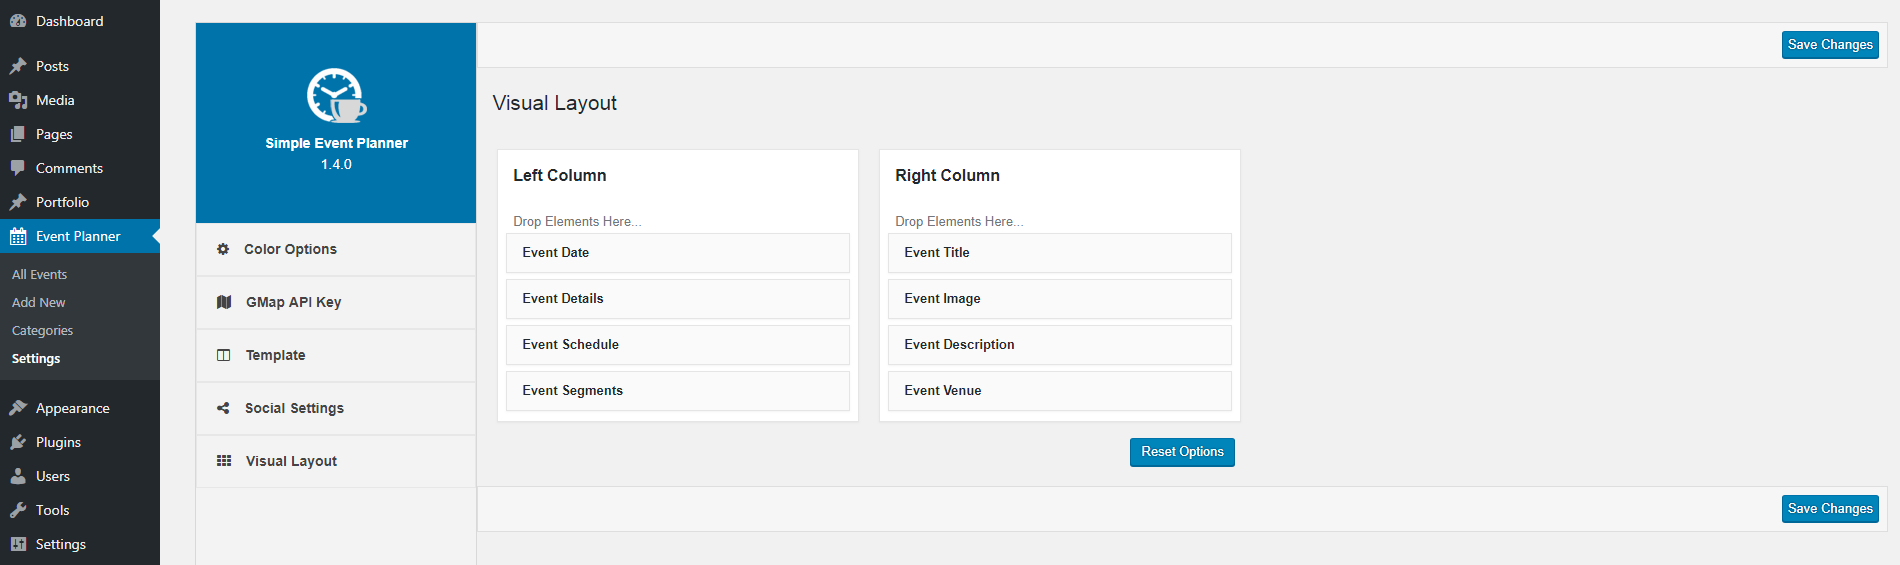 Dashboard
Posts
Media
Pages
Comments
Portfolio
Event Planner
All Events
Add New
Categories
Settings
Appearance
Plugins
Users
Tools
Settings
Simple Event Planner
1.4.0
Color Options
GMap API Key
Template
Social Settings
Visual Layout
Save Changes
Visual Layout
Left Column
Drop Elements Here...
Event Date
Event Details
Event Schedule
Event Segments
Right Column
Drop Elements Here...
Event Title
Event Image
Event Description
Event Venue
Reset Options
Save Changes